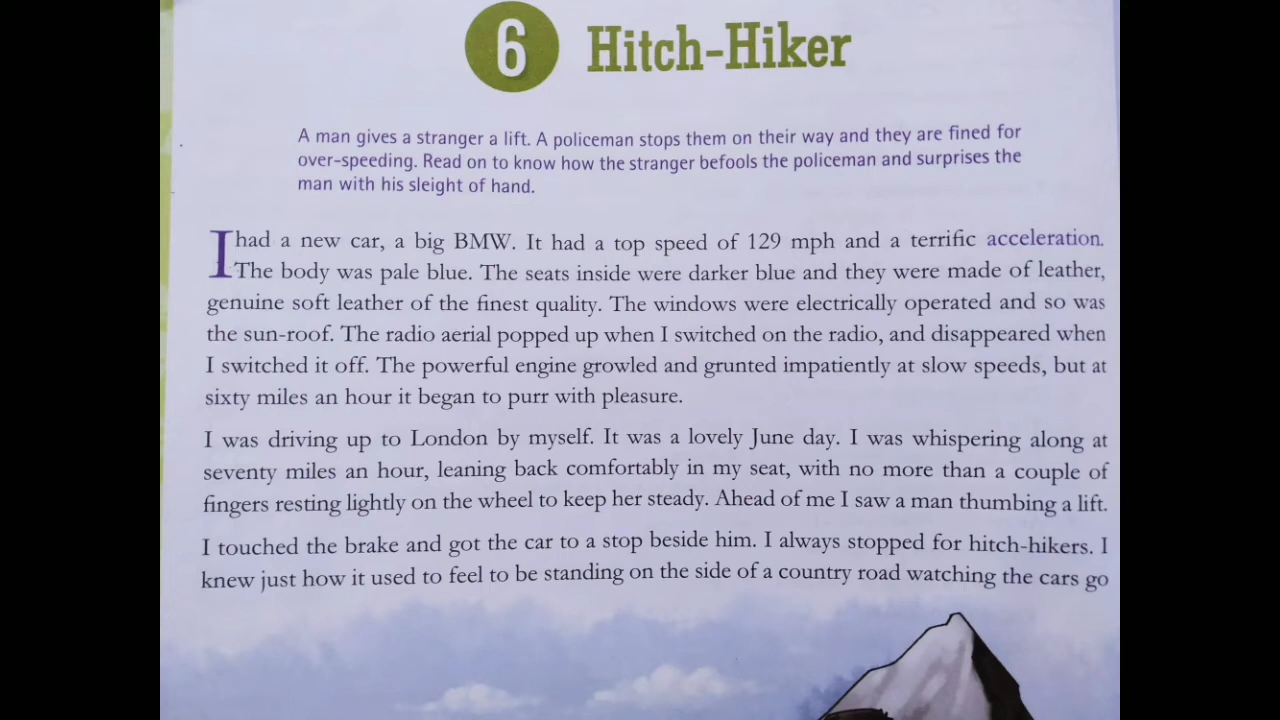 6 Hitch-Hiker
A man gives a stranger a lift. A policeman stops them on their way and they are fined for
over-speeding. Read on to know how the stranger befools the policeman and surprises the
man with his sleight of hand.
I had a new car, a big BMW. It had a top speed of 129 mph and a terrific acceleration.
The body was pale blue. The seats inside were darker blue and they were made of leather,
genuine soft leather of the finest quality. The windows were electrically operated and so was
the sun-roof. The radio aerial popped up when I switched on the radio, and disappeared when
I switched it off. The powerful engine growled and grunted impatiently at slow speeds, but at
sixty miles an hour it began to purr with pleasure.
I was driving up to London by myself. It was a lovely June day. I was whispering along at
seventy miles an hour, leaning back comfortably in my seat, with no more than a couple of
fingers resting lightly on the wheel to keep her steady. Ahead of me I saw a man thumbing a lift.
I touched the brake and got the car to a stop beside him. I always stopped for hitch-hikers. I
knew just how it used to feel to be standing on the side of a country road watching the cars go